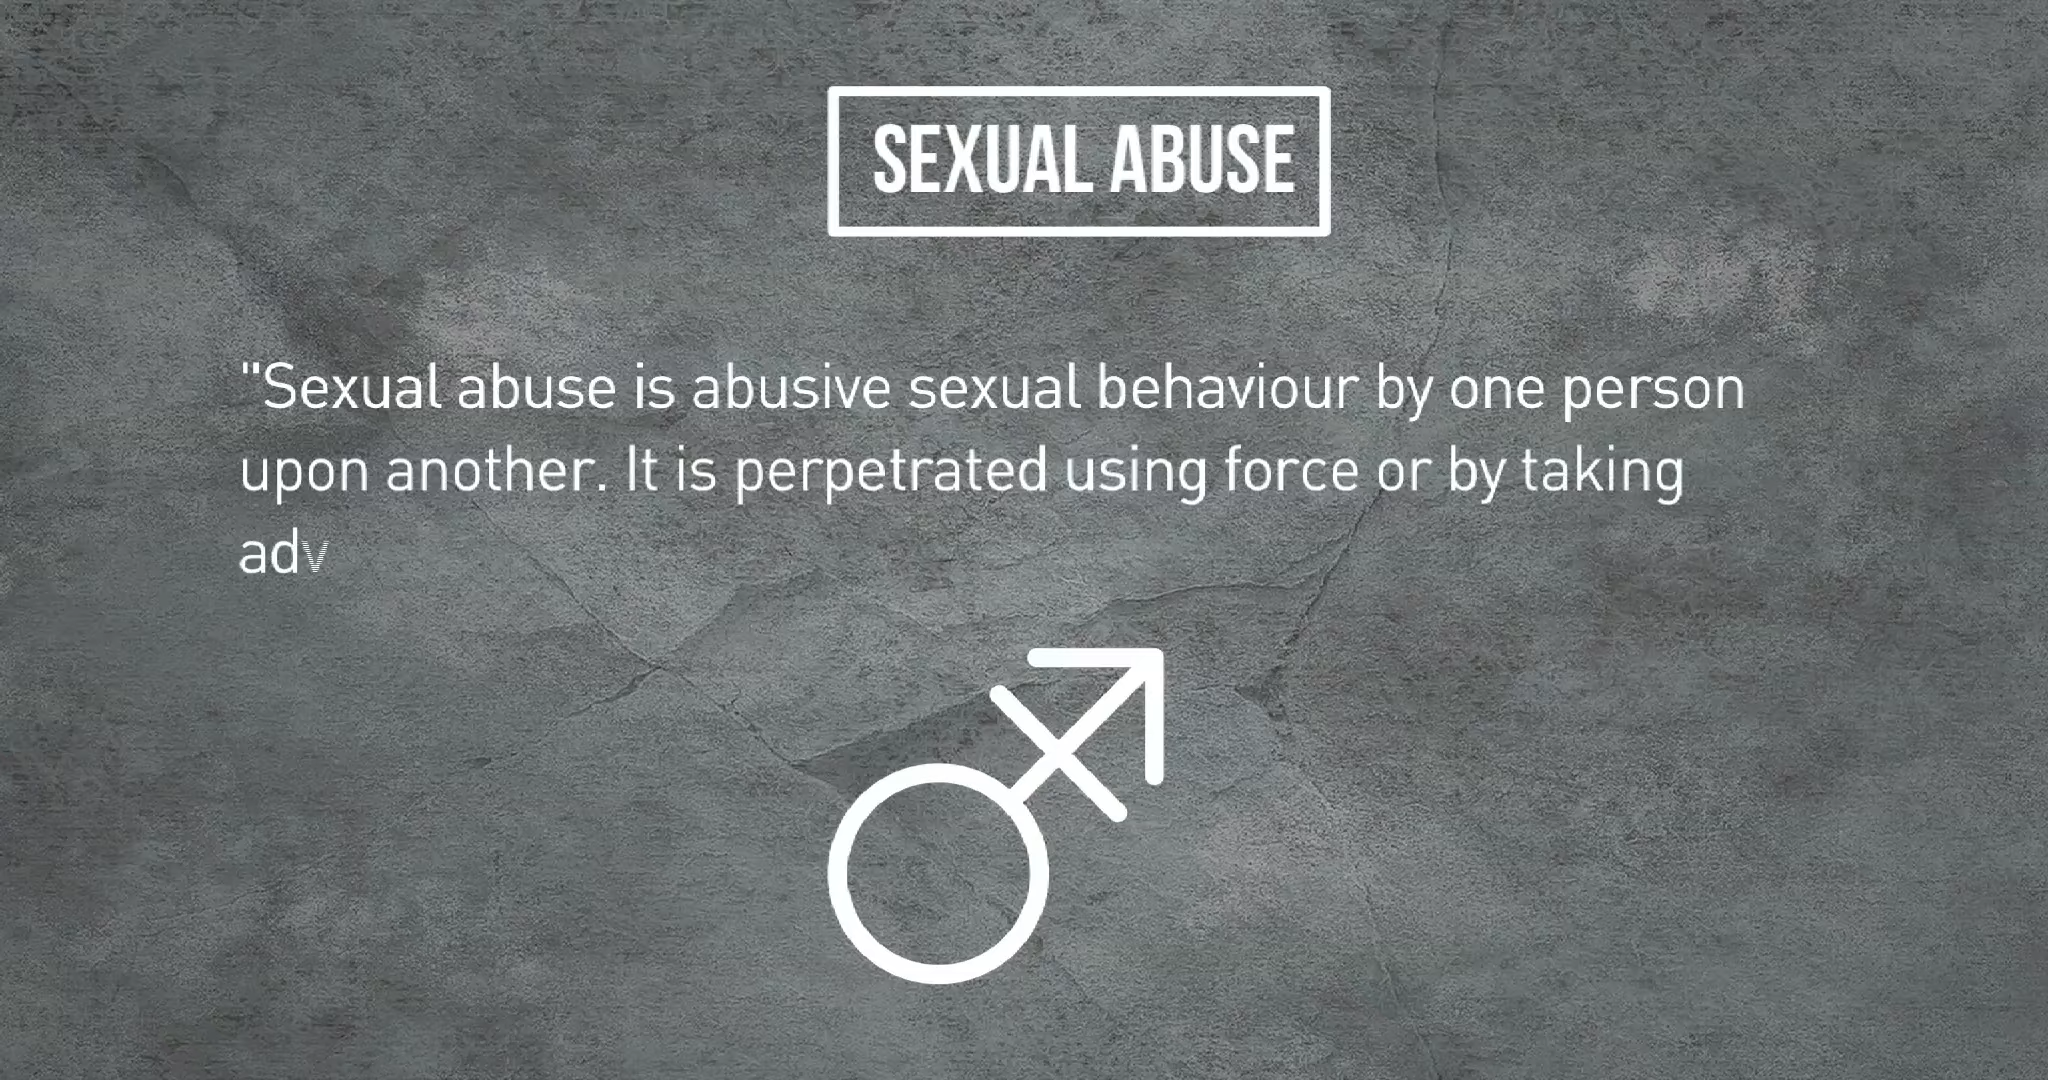 SEXUAL ABUSE
"Sexual abuse is abusive sexual behaviour by one person
upon another. It is perpetrated using force or by taking
adv